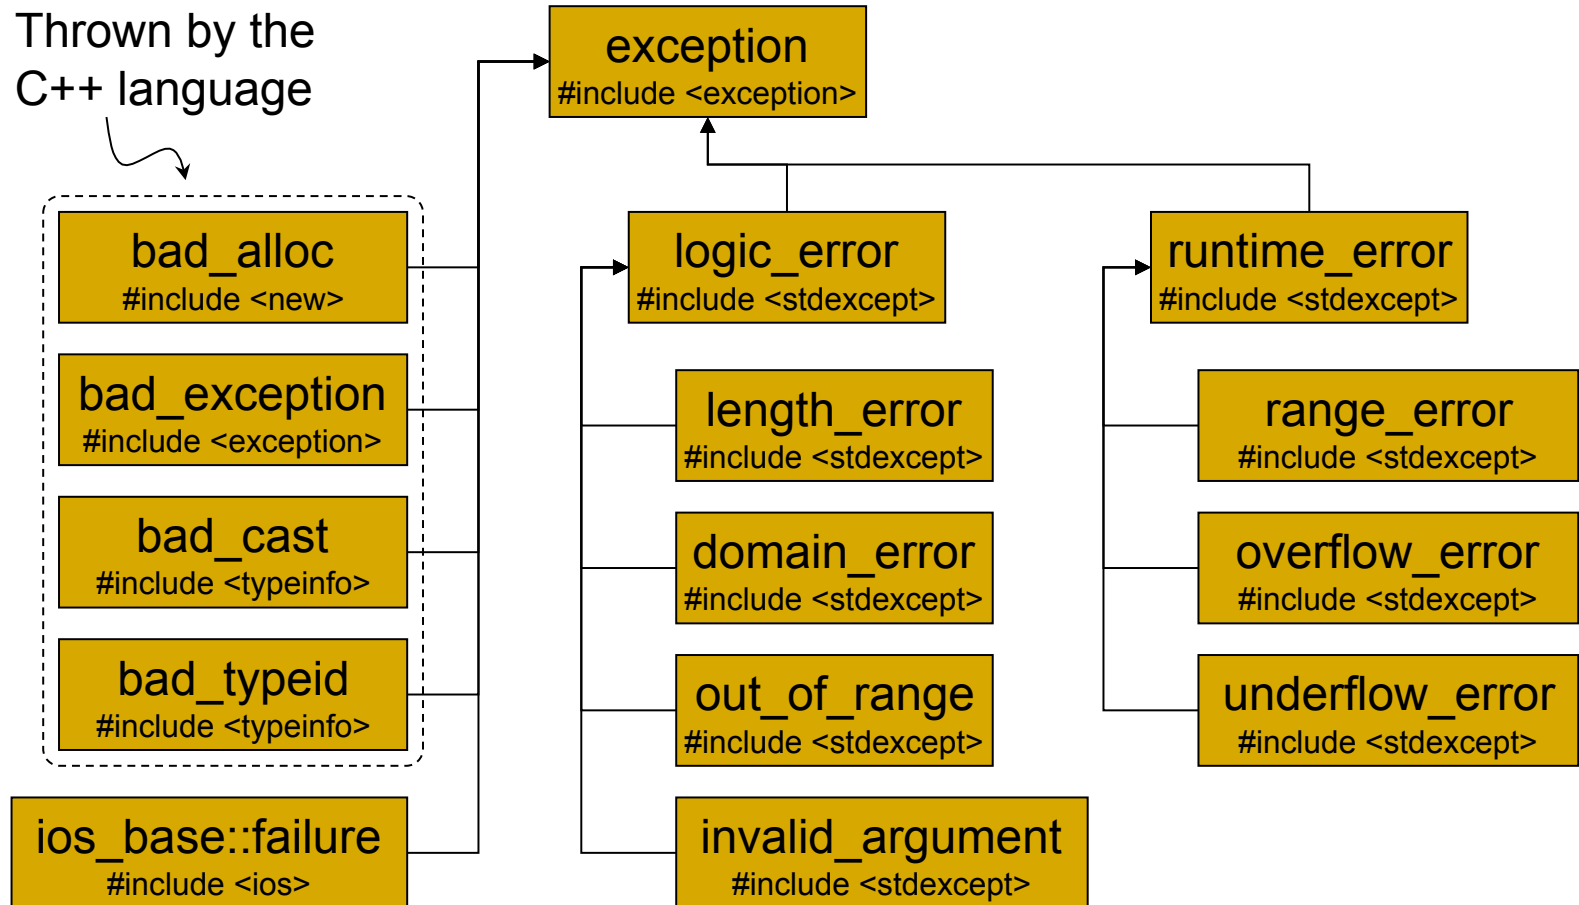 Thrown by the
C++ language
exception
#include <exception>
bad_alloc
#include <new>
logic_error
#include <stdexcept>
runtime_error
#include <stdexcept>
bad_exception
#include <exception>
length_error
#include <stdexcept>
range_error
#include <stdexcept>
bad_cast
#include <typeinfo>
domain_error
#include <stdexcept>
overflow_error
#include <stdexcept>
bad_typeid
#include <typeinfo>
out_of_range
#include <stdexcept>
underflow_error
#include <stdexcept>
ios_base::failure
#include <ios>
invalid_argument
#include <stdexcept>